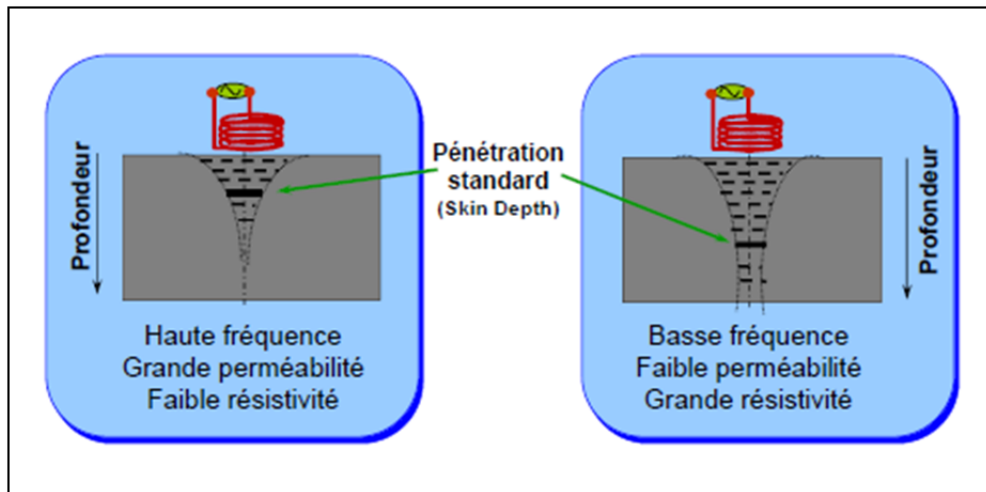 Profondeur
Haute fréquence
Grande perméabilité
Faible résistivité
Pénétration
standard
(Skin Depth)
Profondeur
Basse fréquence
Faible perméabilité
Grande résistivité